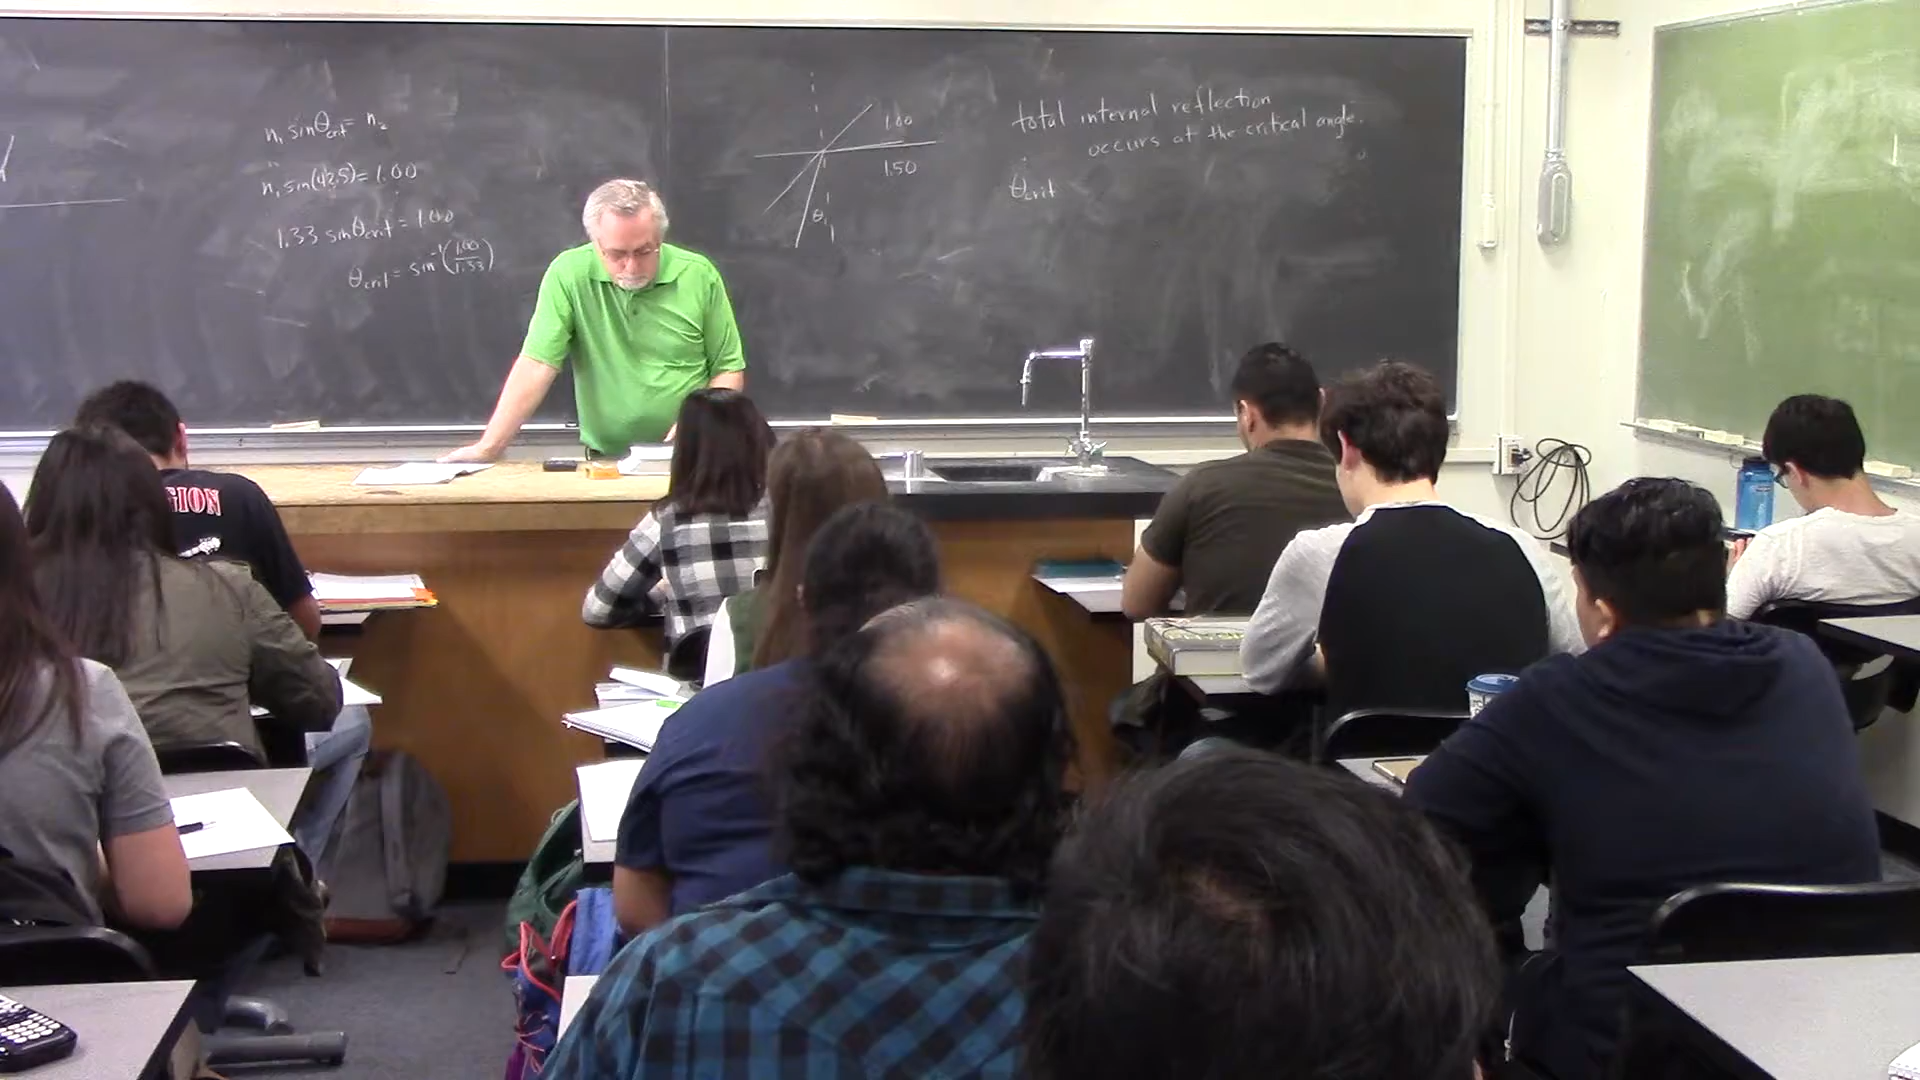 n₁ sinθcrit = n₂
n₁ sin(42.5) = 1.00
1.33 sinθcrit = 1.00
θcrit = sin⁻¹(1.00/1.33)
1.00
1.50
θ₁
total internal reflection
occurs at the critical angle.
θcrit
GION